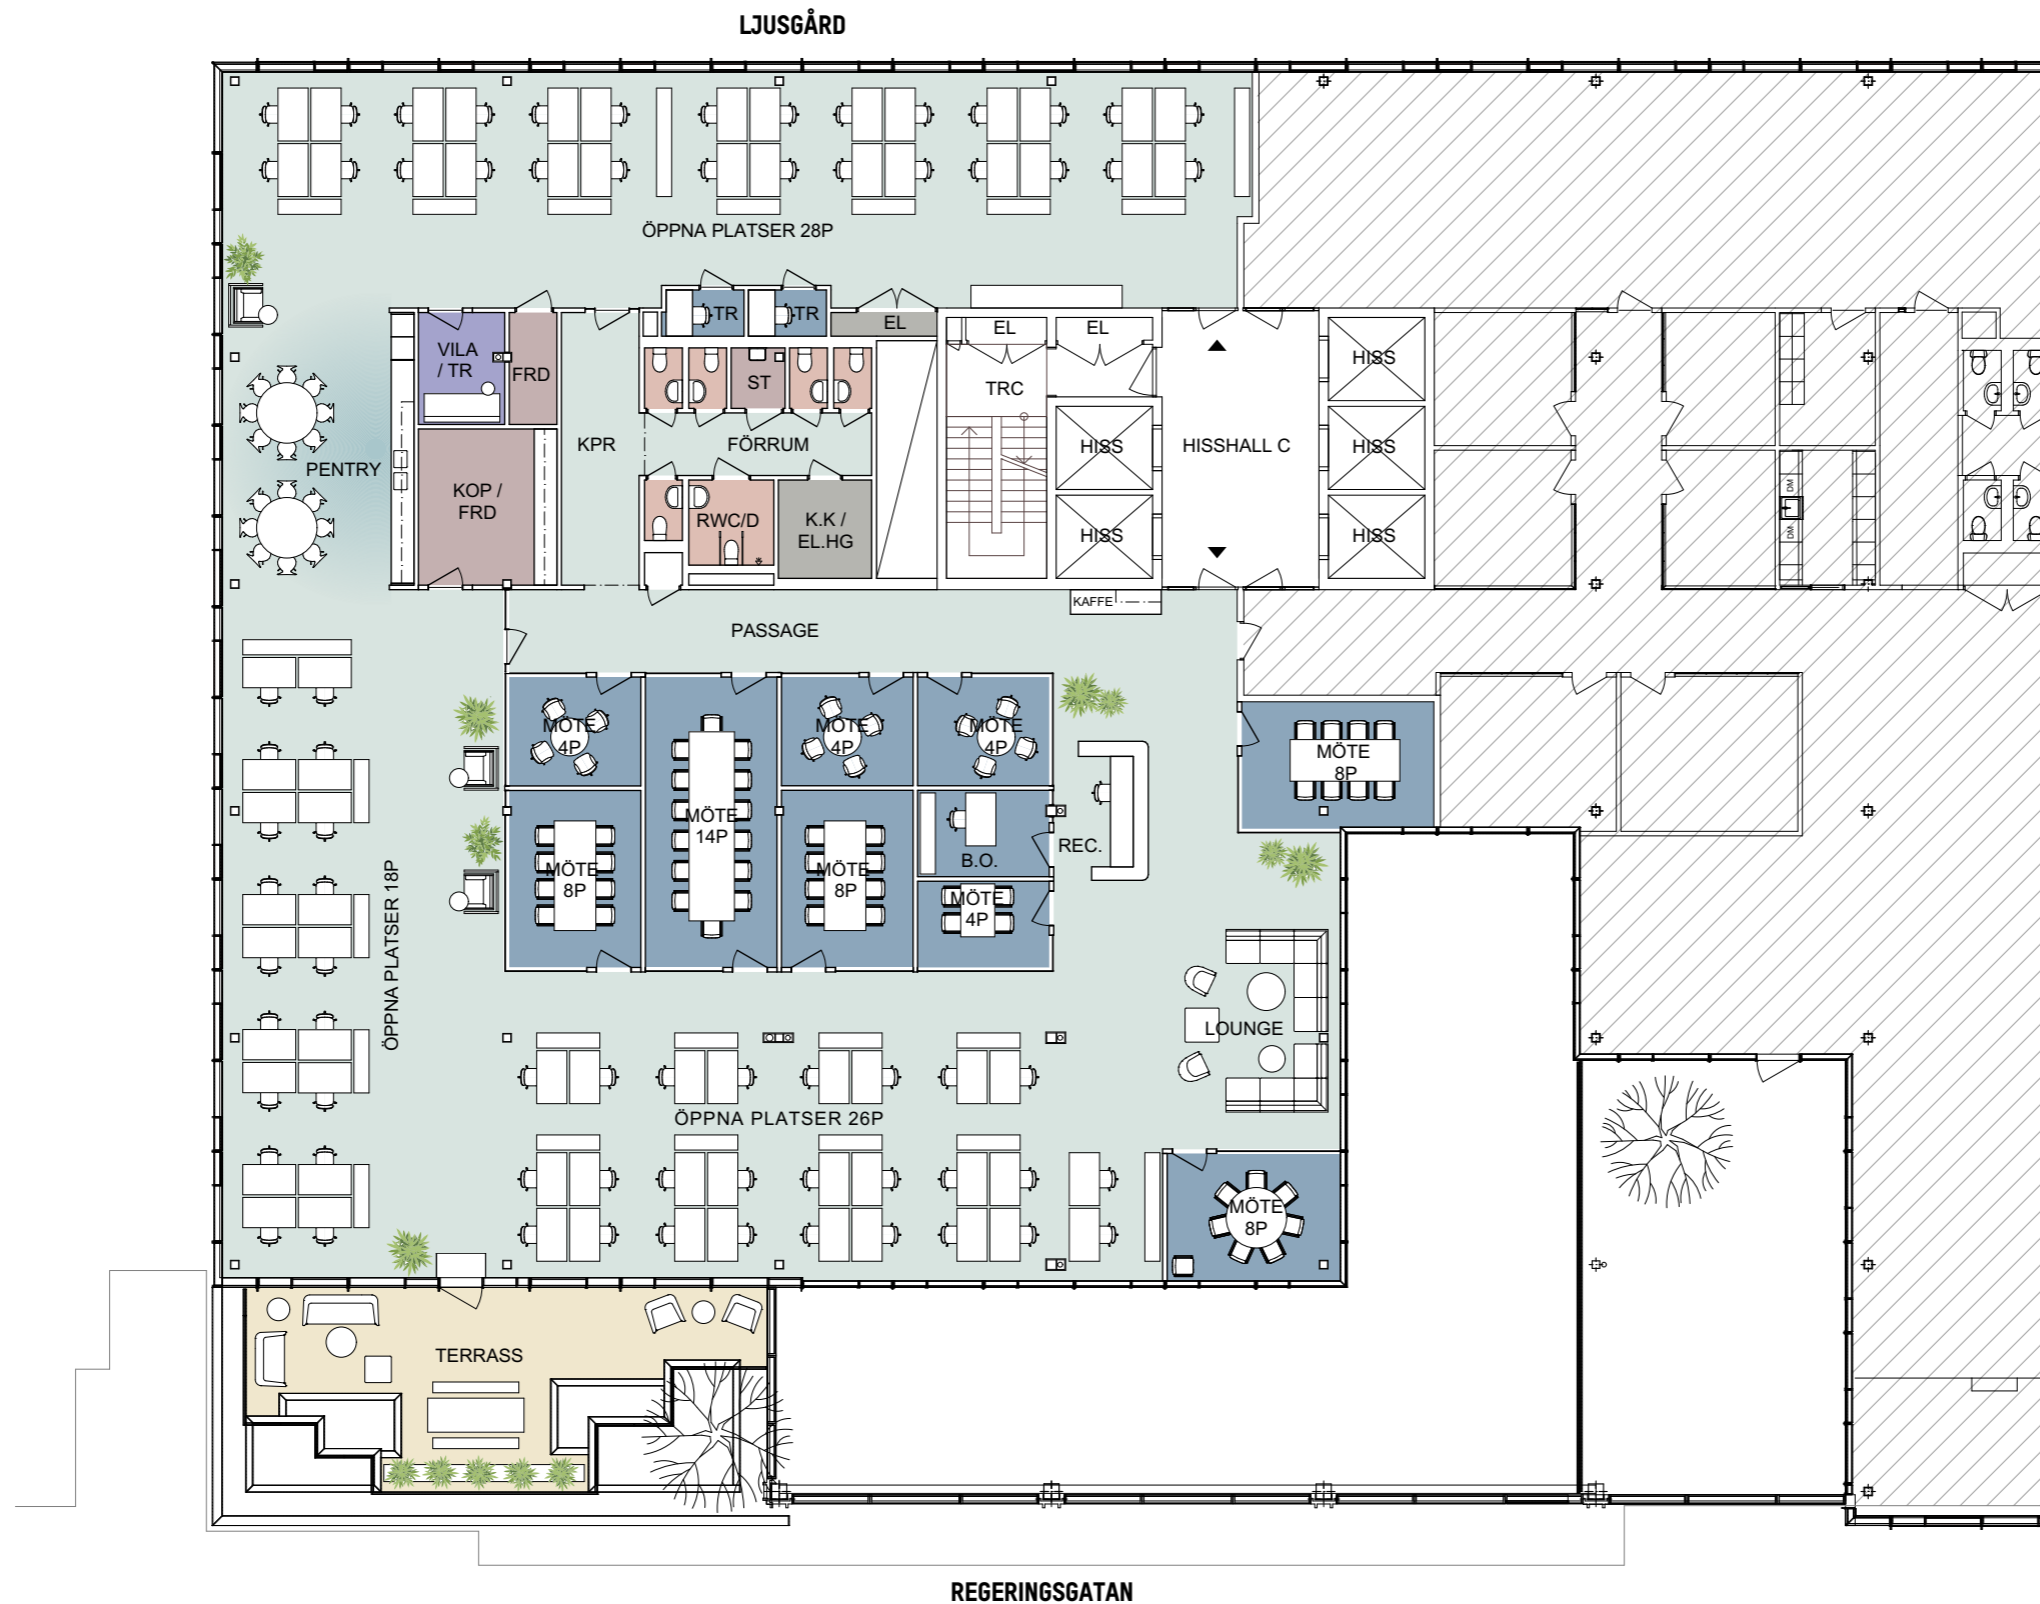 LJUSGÅRD
ÖPPNA PLATSER 28P
TR
TR
EL
EL
EL
VILA
/ TR
FRD
ST
TRC
HISS
KPR
FÖRRUM
HISS
HISSHALL C
HISS
PENTRY
KOP /
FRD
RWC/D
K.K /
EL.HG
HISS
HISS
DM
DM
KAFFE
PASSAGE
MÖTE
4P
MÖTE
4P
MÖTE
4P
MÖTE
8P
MÖTE
14P
MÖTE
8P
MÖTE
8P
B.O.
REC.
MÖTE
4P
ÖPPNA PLATSER 18P
LOUNGE
ÖPPNA PLATSER 26P
MÖTE
8P
TERRASS
REGERINGSGATAN